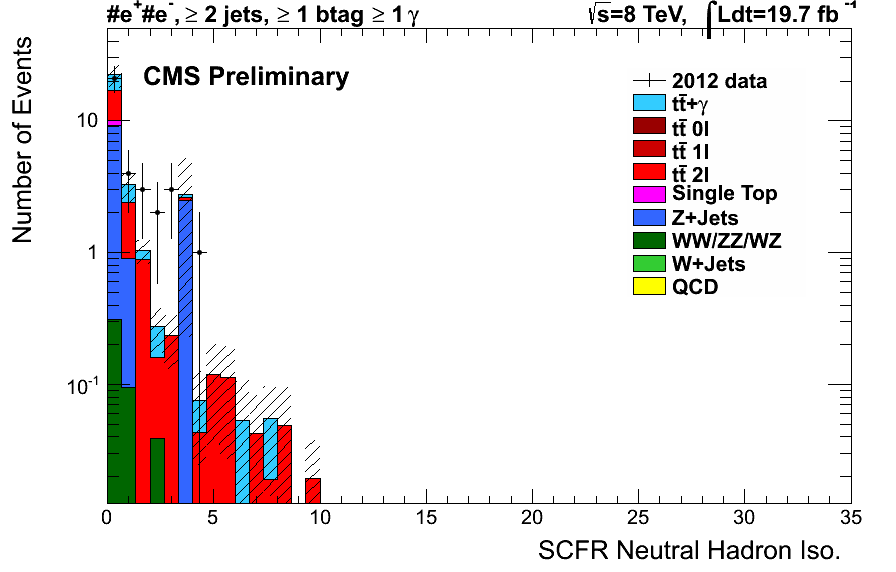 #e⁺#e⁻, ≥ 2 jets, ≥ 1 btag ≥ 1 γ
√s=8 TeV, ∫Ldt=19.7 fb⁻¹
CMS Preliminary
2012 data
tt̄+γ
tt̄ 0l
tt̄ 1l
tt̄ 2l
Single Top
Z+Jets
WW/ZZ/WZ
W+Jets
QCD
Number of Events
10
1
10⁻¹
0 5 10 15 20 25 30 35
SCFR Neutral Hadron Iso.